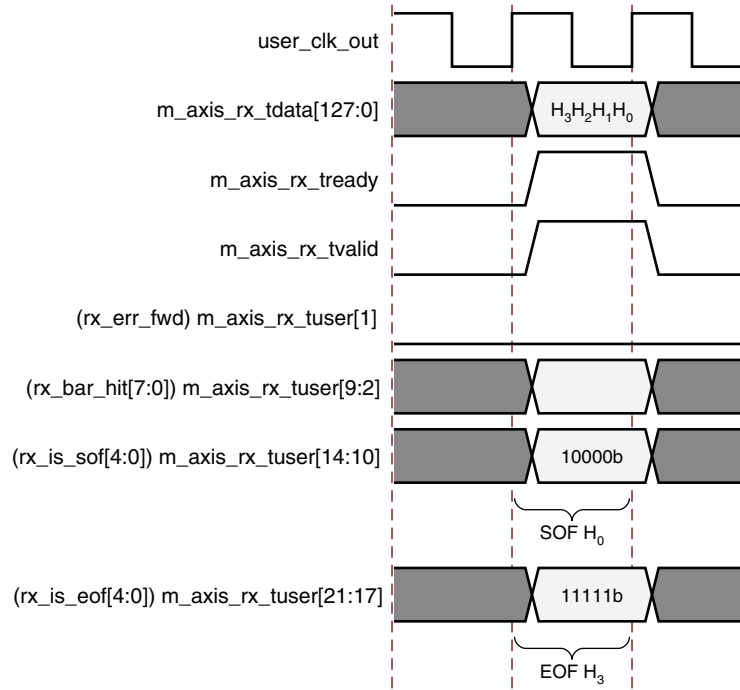 user_clk_out
m_axis_rx_tdata[127:0]
H3H2H1H0
m_axis_rx_tready
m_axis_rx_tvalid
(rx_err_fwd) m_axis_rx_tuser[1]
(rx_bar_hit[7:0]) m_axis_rx_tuser[9:2]
(rx_is_sof[4:0]) m_axis_rx_tuser[14:10]
10000b
SOF H0
(rx_is_eof[4:0]) m_axis_rx_tuser[21:17]
11111b
EOF H3